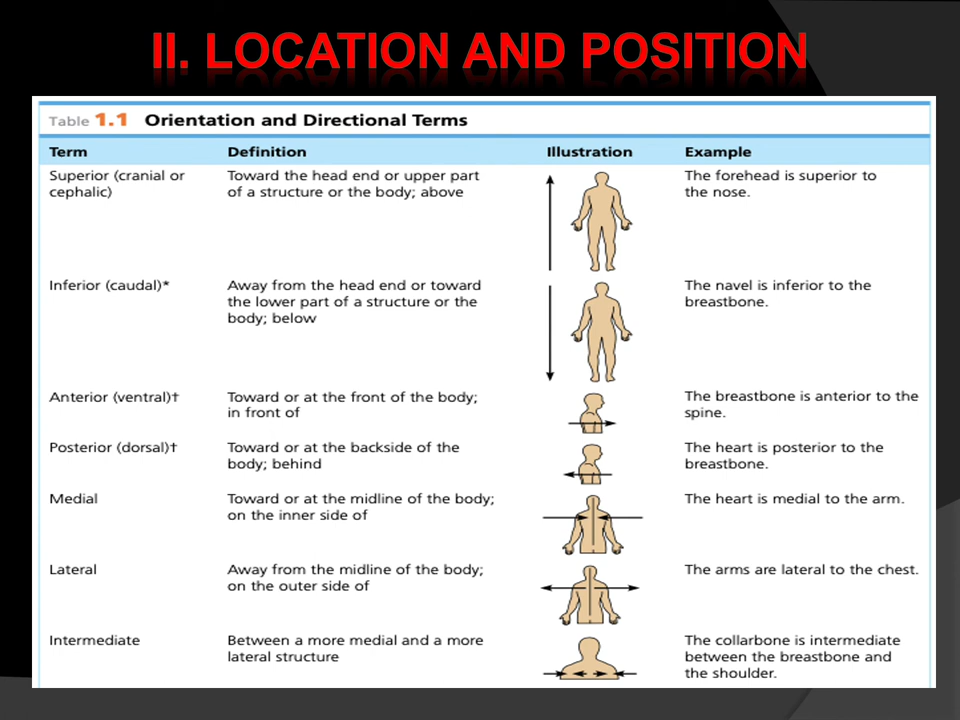 II. LOCATION AND POSITION
Table 1.1 Orientation and Directional Terms
Term Definition Illustration Example
Superior (cranial or
cephalic)
Toward the head end or upper part
of a structure or the body; above
The forehead is superior to
the nose.
Inferior (caudal)*
Away from the head end or toward
the lower part of a structure or the
body; below
The navel is inferior to the
breastbone.
Anterior (ventral)†
Toward or at the front of the body;
in front of
The breastbone is anterior to the
spine.
Posterior (dorsal)†
Toward or at the backside of the
body; behind
The heart is posterior to the
breastbone.
Medial
Toward or at the midline of the body;
on the inner side of
The heart is medial to the arm.
Lateral
Away from the midline of the body;
on the outer side of
The arms are lateral to the chest.
Intermediate
Between a more medial and a more
lateral structure
The collarbone is intermediate
between the breastbone and
the shoulder.